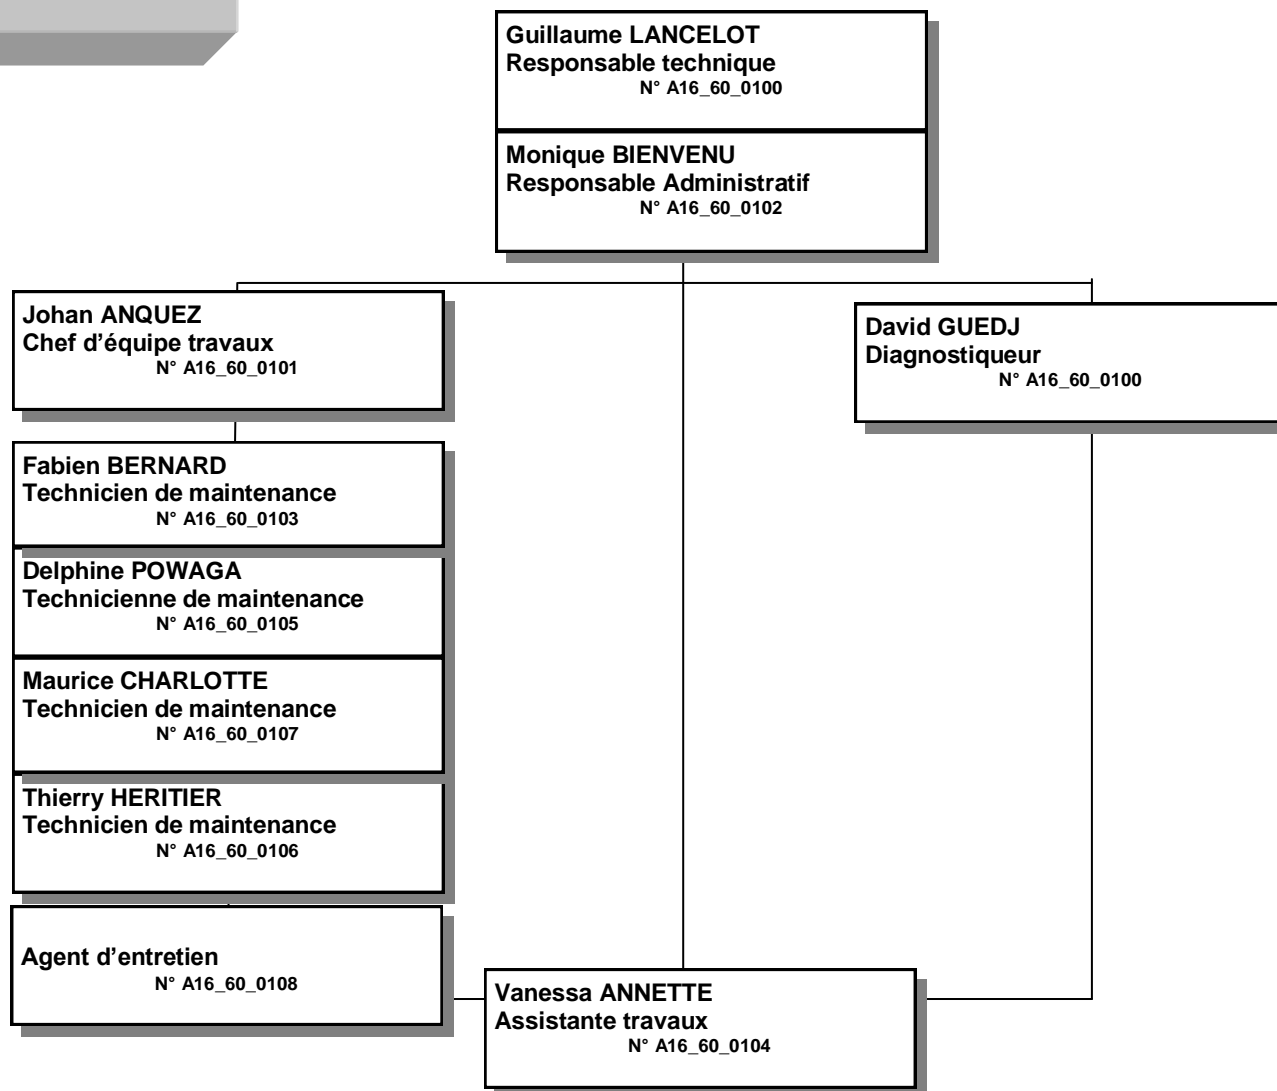 Guillaume LANCELOT
Responsable technique
N° A16_60_0100
Monique BIENVENU
Responsable Administratif
N° A16_60_0102
Johan ANQUEZ
Chef d’équipe travaux
N° A16_60_0101
David GUEDJ
Diagnostiqueur
N° A16_60_0100
Fabien BERNARD
Technicien de maintenance
N° A16_60_0103
Delphine POWAGA
Technicienne de maintenance
N° A16_60_0105
Maurice CHARLOTTE
Technicien de maintenance
N° A16_60_0107
Thierry HERITIER
Technicien de maintenance
N° A16_60_0106
Agent d’entretien
N° A16_60_0108
Vanessa ANNETTE
Assistante travaux
N° A16_60_0104